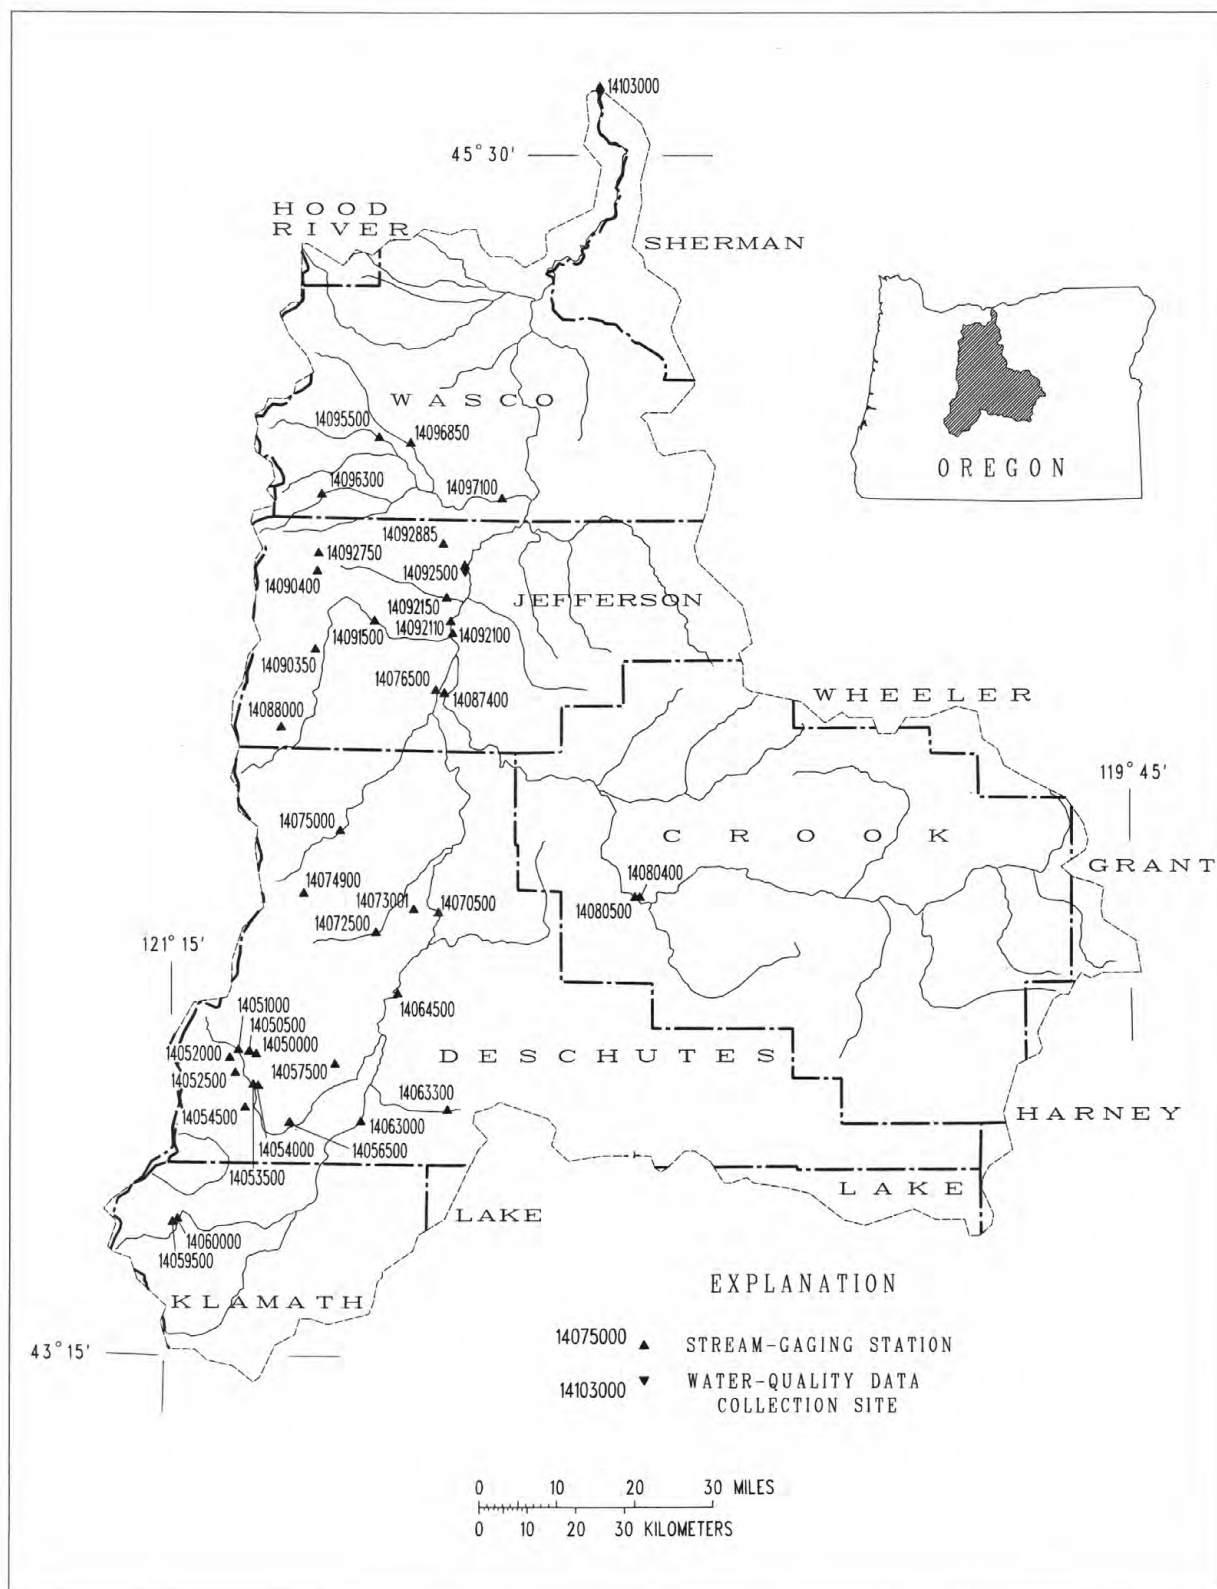 14103000
45° 30'
HOOD
RIVER
SHERMAN
WASCO
14095500
14096850
14096300
14097100
OREGON
14092885
14092750
14092500
14090400
JEFFERSON
14092150
14092110
14092100
14091500
14090350
14076500
14087400
14088000
WHEELER
119° 45'
14075000
CROOK
GRANT
14080400
14074900
14073001
14070500
14080500
14072500
121° 15'
14051000
14050500
14064500
14050000
14052000
14057500
DESCHUTES
14052500
14063300
14054500
14063000
HARNEY
14054000
14056500
14053500
LAKE
LAKE
14060000
14059500
EXPLANATION
KLAMATH
14075000 STREAM-GAGING STATION
43° 15'
14103000 WATER-QUALITY DATA
COLLECTION SITE
0 10 20 30 MILES
0 10 20 30 KILOMETERS